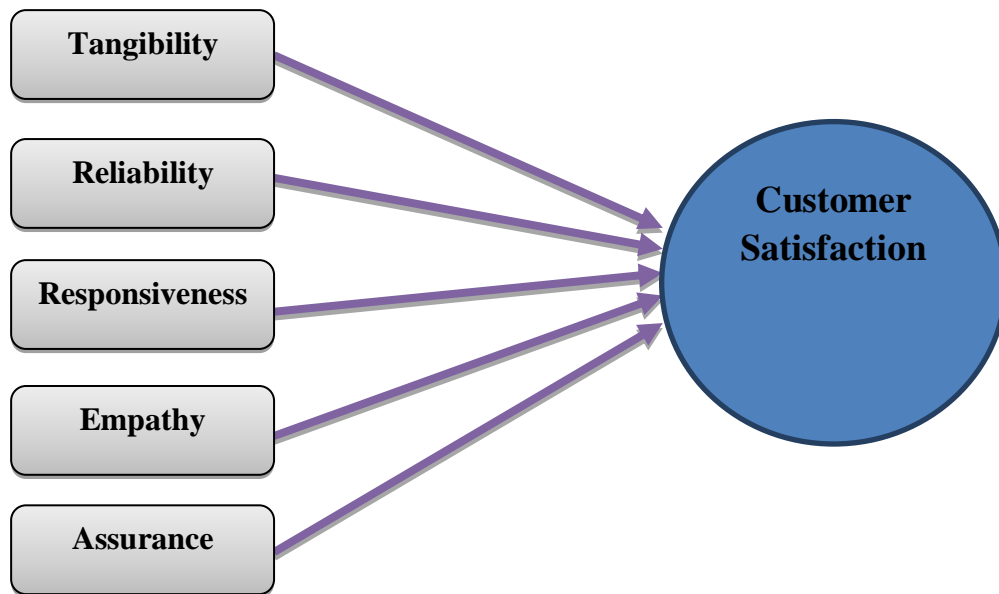 Tangibility
Reliability
Responsiveness
Empathy
Assurance
Customer
Satisfaction